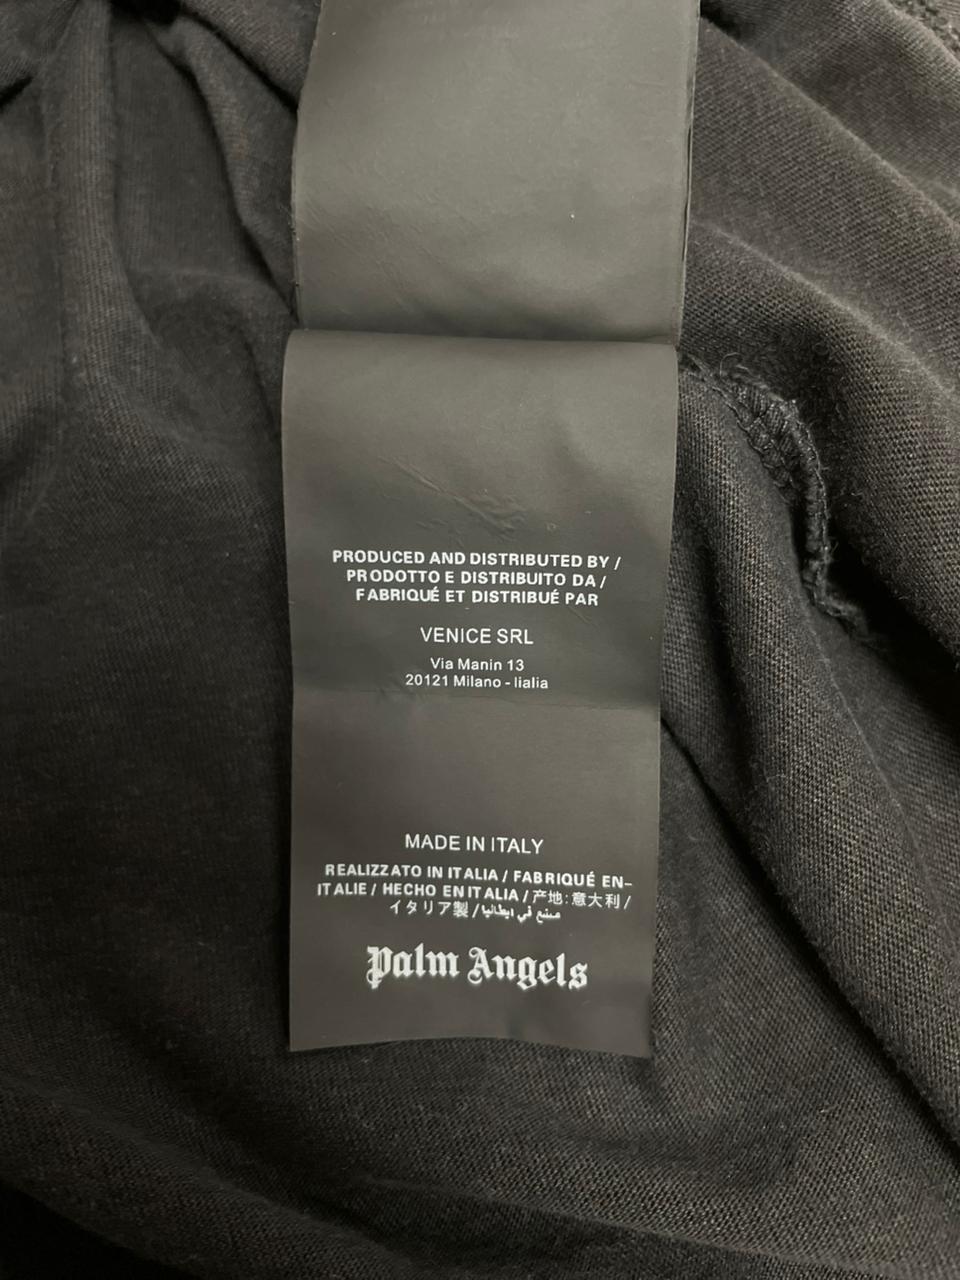 PRODUCED AND DISTRIBUTED BY /
PRODOTTO E DISTRIBUITO DA /
FABRIQUÉ ET DISTRIBUÉ PAR
VENICE SRL
Via Manin 13
20121 Milano - Iialia
MADE IN ITALY
REALIZZATO IN ITALIA / FABRIQUÉ EN-
ITALIE / HECHO EN ITALIA / 产地: 意大利 /
イタリア製 / صنع في ايطاليا
Palm Angels